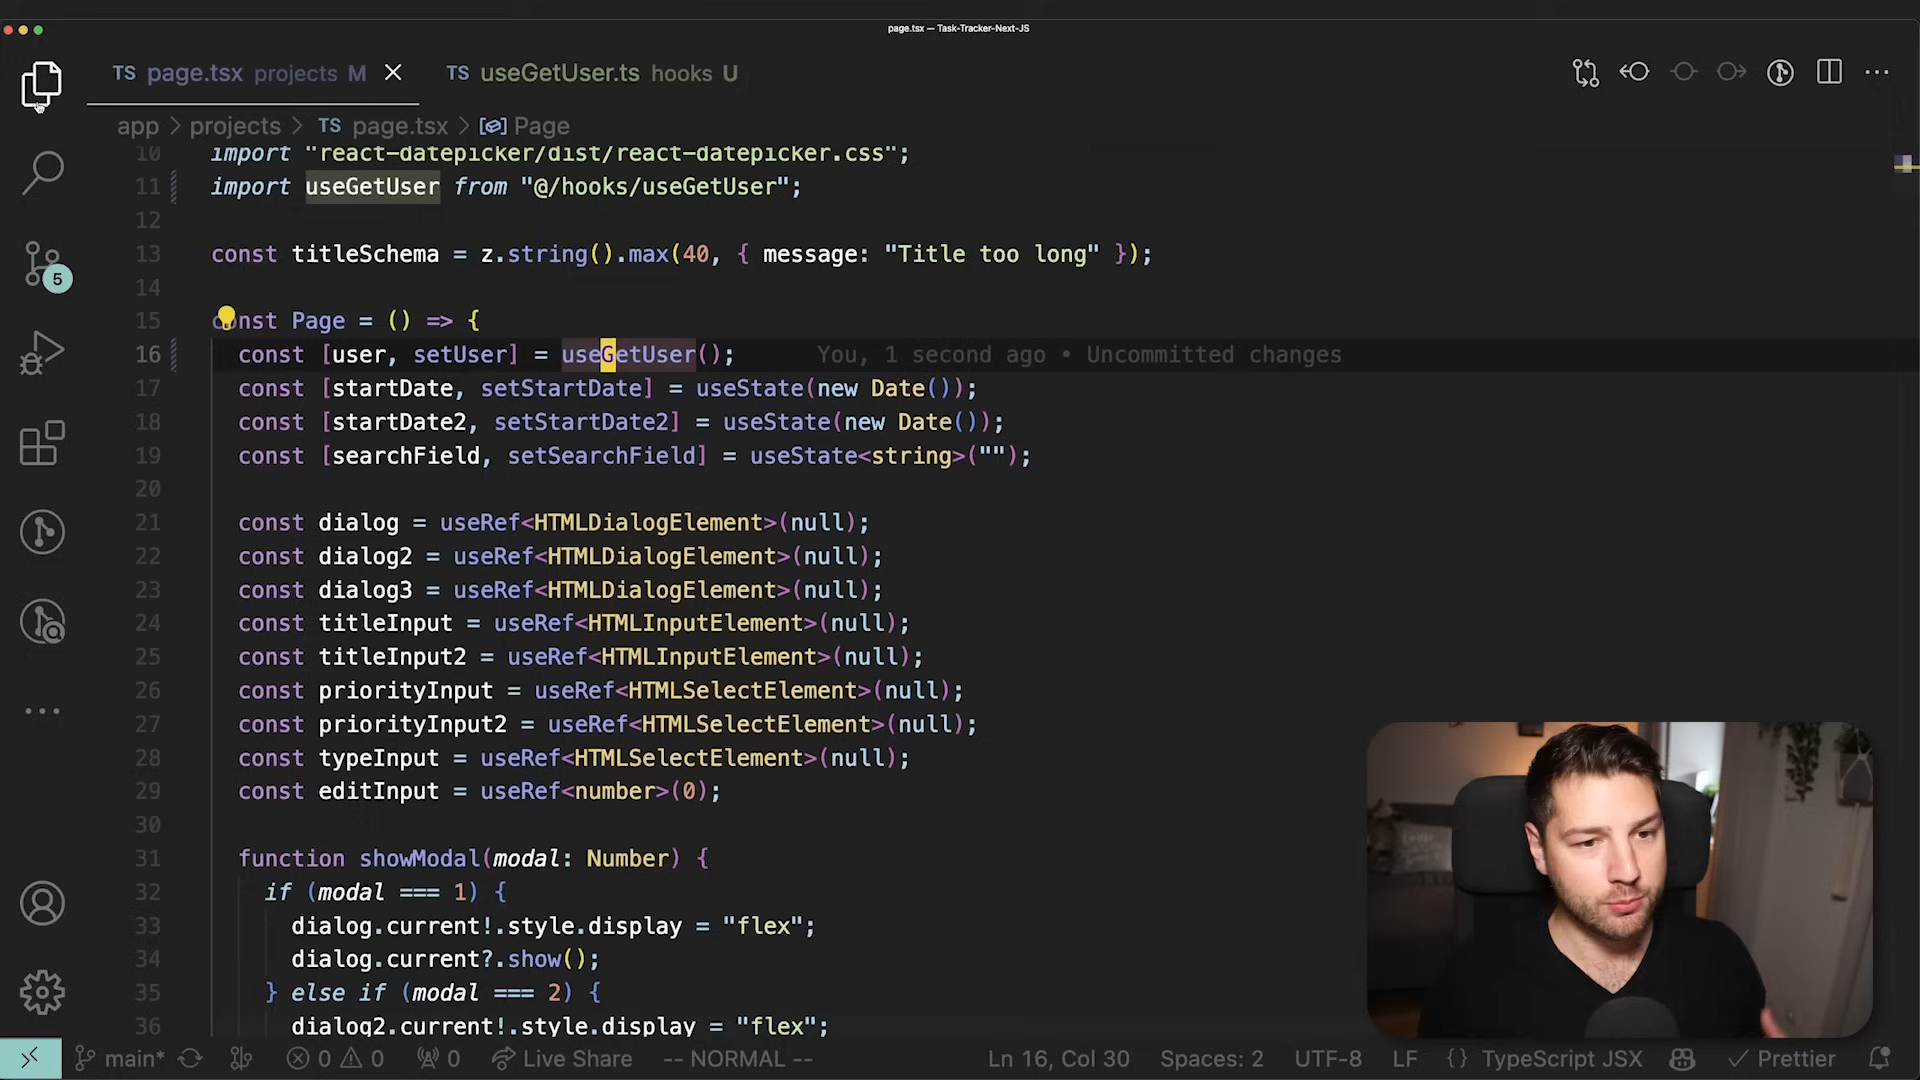 page.tsx — Task-Tracker-Next-JS
TS page.tsx projects M
TS useGetUser.ts hooks U
app > projects > TS page.tsx > Page
10 import "react-datepicker/dist/react-datepicker.css";
11 import useGetUser from "@/hooks/useGetUser";
12
13 const titleSchema = z.string().max(40, { message: "Title too long" });
14
15 const Page = () => {
16 const [user, setUser] = useGetUser(); You, 1 second ago • Uncommitted changes
17 const [startDate, setStartDate] = useState(new Date());
18 const [startDate2, setStartDate2] = useState(new Date());
19 const [searchField, setSearchField] = useState<string>("");
20
21 const dialog = useRef<HTMLDialogElement>(null);
22 const dialog2 = useRef<HTMLDialogElement>(null);
23 const dialog3 = useRef<HTMLDialogElement>(null);
24 const titleInput = useRef<HTMLInputElement>(null);
25 const titleInput2 = useRef<HTMLInputElement>(null);
26 const priorityInput = useRef<HTMLSelectElement>(null);
27 const priorityInput2 = useRef<HTMLSelectElement>(null);
28 const typeInput = useRef<HTMLSelectElement>(null);
29 const editInput = useRef<number>(0);
30
31 function showModal(modal: Number) {
32 if (modal === 1) {
33 dialog.current!.style.display = "flex";
34 dialog.current?.show();
35 } else if (modal === 2) {
36 dialog2.current!.style.display = "flex";
5
main* 0 0 0 Live Share -- NORMAL -- Ln 16, Col 30 Spaces: 2 UTF-8 LF {} TypeScript JSX Prettier